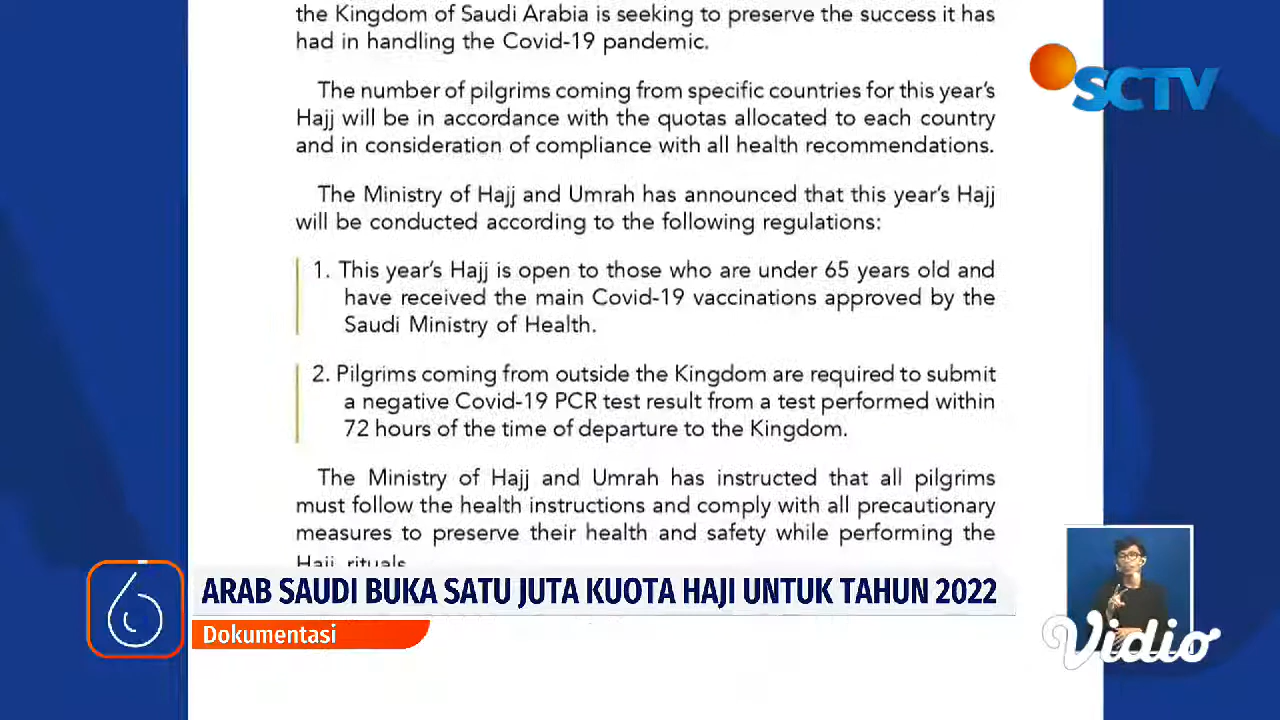 the Kingdom of Saudi Arabia is seeking to preserve the success it has
had in handling the Covid-19 pandemic.
The number of pilgrims coming from specific countries for this year's
Hajj will be in accordance with the quotas allocated to each country
and in consideration of compliance with all health recommendations.
The Ministry of Hajj and Umrah has announced that this year's Hajj
will be conducted according to the following regulations:
1. This year's Hajj is open to those who are under 65 years old and
have received the main Covid-19 vaccinations approved by the
Saudi Ministry of Health.
2. Pilgrims coming from outside the Kingdom are required to submit
a negative Covid-19 PCR test result from a test performed within
72 hours of the time of departure to the Kingdom.
The Ministry of Hajj and Umrah has instructed that all pilgrims
must follow the health instructions and comply with all precautionary
measures to preserve their health and safety while performing the
Hajj rituals
SCTV
6
ARAB SAUDI BUKA SATU JUTA KUOTA HAJI UNTUK TAHUN 2022
Dokumentasi
Vidio